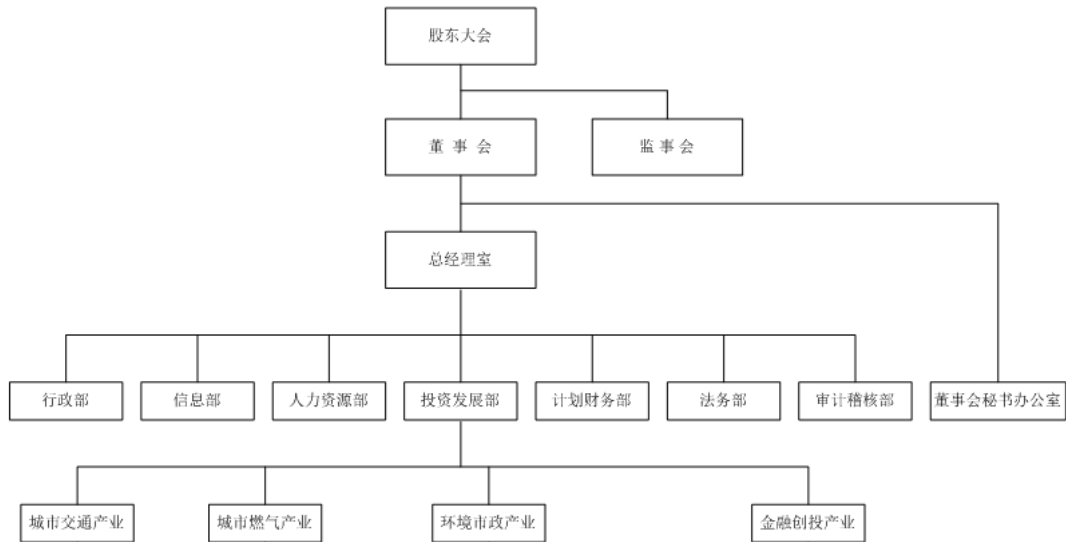 股东大会
董事会
监事会
总经理室
行政部
信息部
人力资源部
投资发展部
计划财务部
法务部
审计稽核部
董事会秘书办公室
城市交通产业
城市燃气产业
环境市政产业
金融创投产业